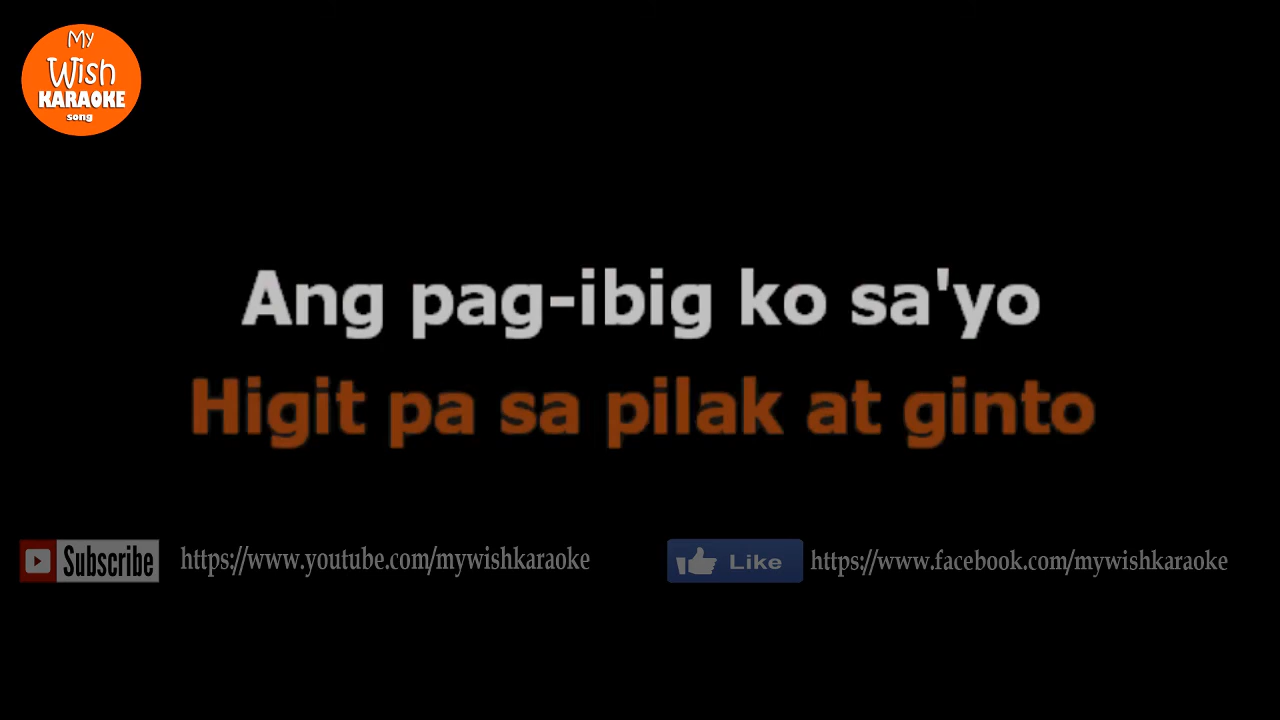 My
Wish
KARAOKE
song
Ang pag-ibig ko sa'yo
Higit pa sa pilak at ginto
Subscribe https://www.youtube.com/mywishkaraoke Like https://www.facebook.com/mywishkaraoke